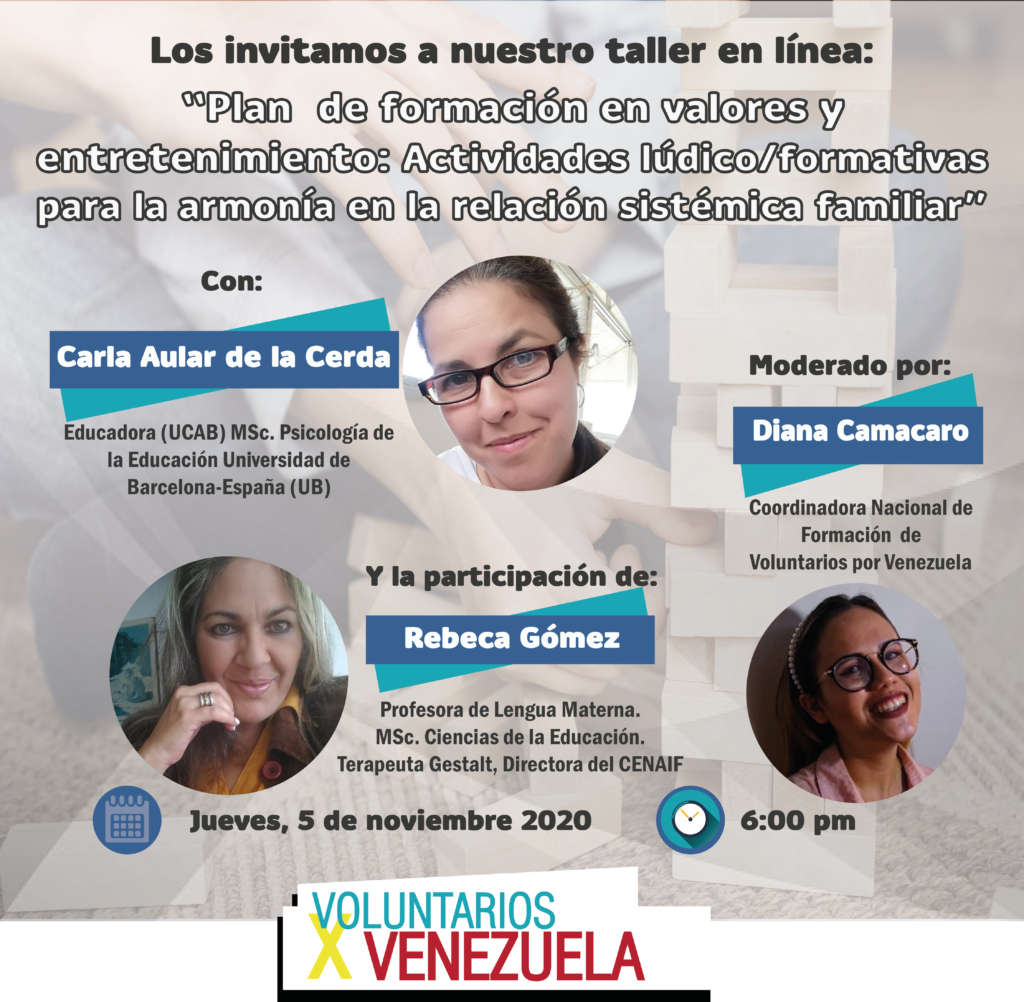 Los invitamos a nuestro taller en línea:
“Plan de formación en valores y
entretenimiento: Actividades lúdico/formativas
para la armonía en la relación sistémica familiar”
Con:
Carla Aular de la Cerda
Educadora (UCAB) MSc. Psicología de
la Educación Universidad de
Barcelona-España (UB)
Moderado por:
Diana Camacaro
Coordinadora Nacional de
Formación de
Voluntarios por Venezuela
Y la participación de:
Rebeca Gómez
Profesora de Lengua Materna.
MSc. Ciencias de la Educación.
Terapeuta Gestalt, Directora del CENAIF
Jueves, 5 de noviembre 2020
6:00 pm
VOLUNTARIOS
X VENEZUELA